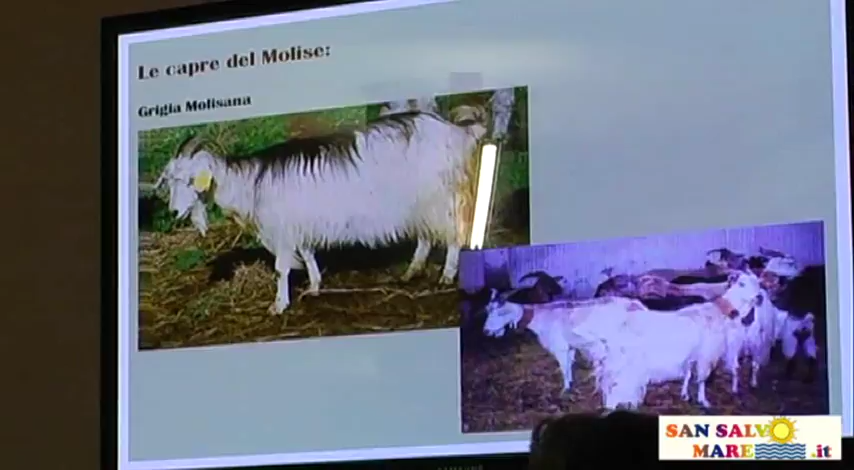 Le capre del Molise:
Grigia Molisana
SAN SALVO
MARE .it